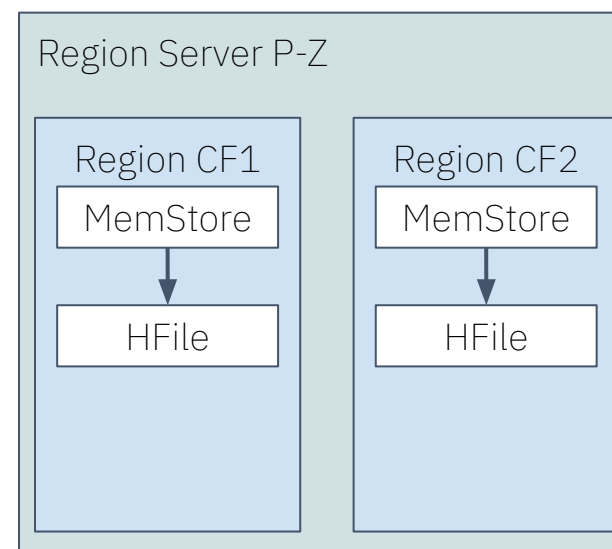 Region Server P-Z
Region CF1
MemStore
HFile
Region CF2
MemStore
HFile